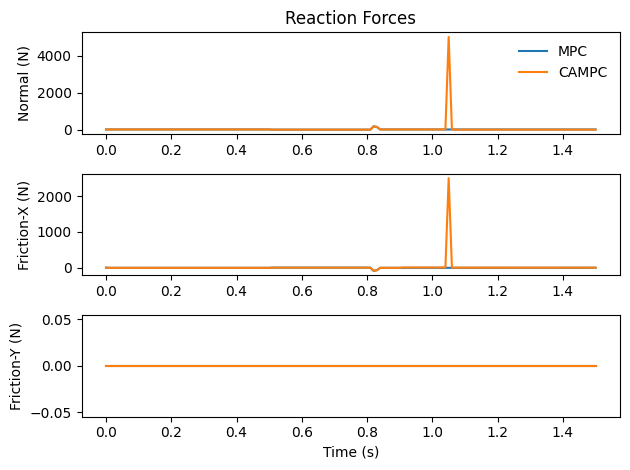 Reaction Forces
Normal (N)
4000
2000
0
MPC
CAMPC
0.0 0.2 0.4 0.6 0.8 1.0 1.2 1.4
Friction-X (N)
2000
1000
0
0.0 0.2 0.4 0.6 0.8 1.0 1.2 1.4
Friction-Y (N)
0.05
0.00
−0.05
0.0 0.2 0.4 0.6 0.8 1.0 1.2 1.4
Time (s)